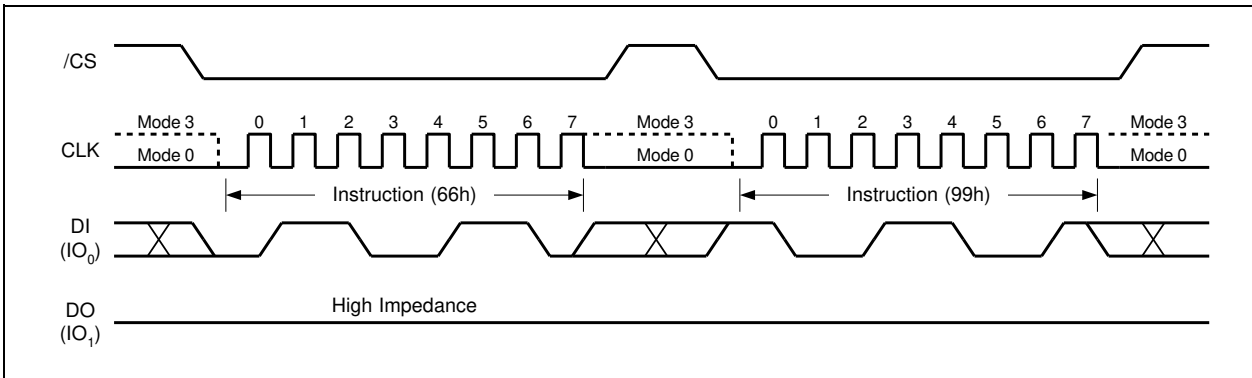 /CS
Mode 3 0 1 2 3 4 5 6 7 Mode 3 0 1 2 3 4 5 6 7 Mode 3
CLK
Mode 0 Mode 0 Mode 0
Instruction (66h) Instruction (99h)
DI
(IO0)
High Impedance
DO
(IO1)